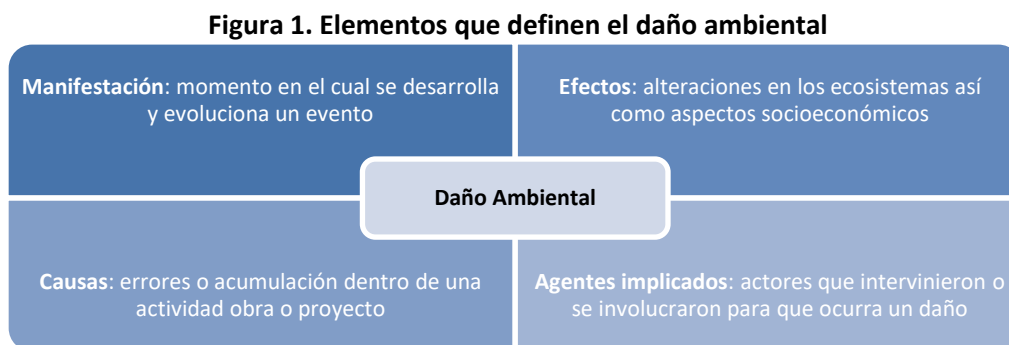 Figura 1. Elementos que definen el daño ambiental
Manifestación: momento en el cual se desarrolla
y evoluciona un evento
Efectos: alteraciones en los ecosistemas así
como aspectos socioeconómicos
Daño Ambiental
Causas: errores o acumulación dentro de una
actividad obra o proyecto
Agentes implicados: actores que intervinieron o
se involucraron para que ocurra un daño